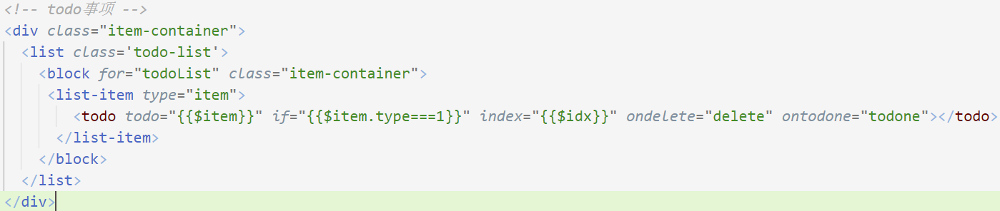 <!-- todo事项 -->
<div class="item-container">
<list class='todo-list'>
<block for="todoList" class="item-container">
<list-item type="item">
<todo todo="{{$item}}" if="{{$item.type===1}}" index="{{$idx}}" ondelete="delete" ontodone="todone"></todo>
</list-item>
</block>
</list>
</div>